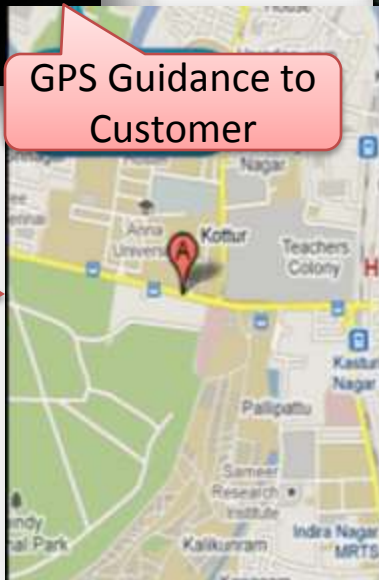 GPS Guidance to
Customer
Nagar
Anna
Kottur
A
Teachers
Colony
H
Kastur
Nagar
Pallipattu
Sameer
Research
Institute
Indira Nagar
MRTS
Kalikunram